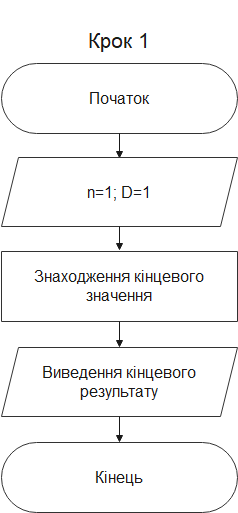 Крок 1
Початок
n=1; D=1
Знаходження кінцевого
значення
Виведення кінцевого
результату
Кінець